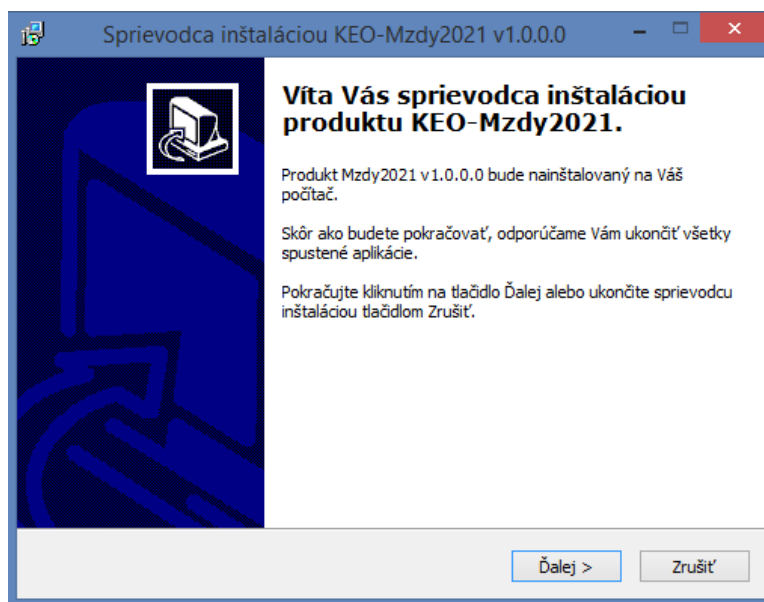 Sprievodca inštaláciou KEO-Mzdy2021 v1.0.0.0
Víta Vás sprievodca inštaláciou
produktu KEO-Mzdy2021.
Produkt Mzdy2021 v1.0.0.0 bude nainštalovaný na Váš
počítač.
Skôr ako budete pokračovať, odporúčame Vám ukončiť všetky
spustené aplikácie.
Pokračujte kliknutím na tlačidlo Ďalej alebo ukončite sprievodcu
inštaláciou tlačidlom Zrušiť.
Ďalej >
Zrušiť